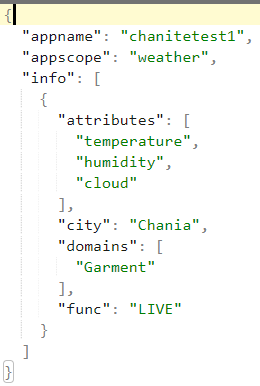 {
  "appname": "chanitetest1",
  "appscope": "weather",
  "info": [
    {
      "attributes": [
        "temperature",
        "humidity",
        "cloud"
      ],
      "city": "Chania",
      "domains": [
        "Garment"
      ],
      "func": "LIVE"
    }
  ]
}